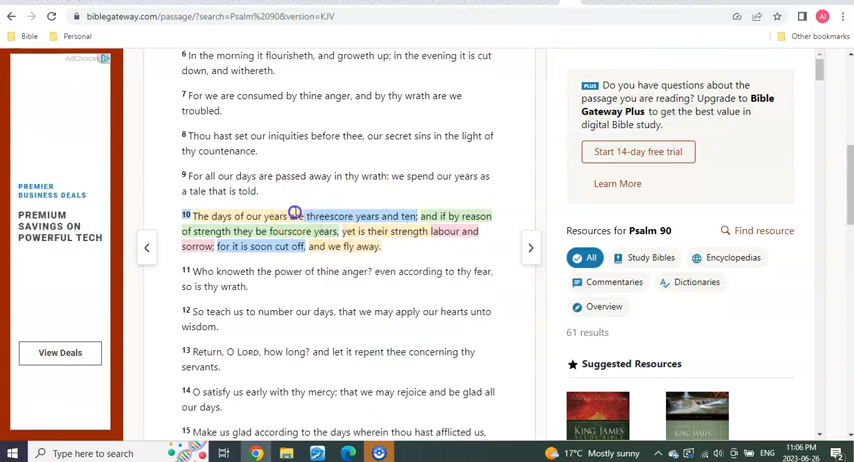 biblegateway.com/passage/?search=Psalm%2090&version=KJV
AI
Bible
Personal
Other bookmarks
AdChoices
PREMIER
BUSINESS DEALS
PREMIUM
SAVINGS ON
POWERFUL TECH
View Deals
6 In the morning it flourisheth, and groweth up; in the evening it is cut
down, and withereth.
7 For we are consumed by thine anger, and by thy wrath are we
troubled.
8 Thou hast set our iniquities before thee, our secret sins in the light of
thy countenance.
9 For all our days are passed away in thy wrath: we spend our years as
a tale that is told.
10 The days of our years are threescore years and ten; and if by reason
of strength they be fourscore years, yet is their strength labour and
sorrow; for it is soon cut off, and we fly away.
11 Who knoweth the power of thine anger? even according to thy fear,
so is thy wrath.
12 So teach us to number our days, that we may apply our hearts unto
wisdom.
13 Return, O LORD, how long? and let it repent thee concerning thy
servants.
14 O satisfy us early with thy mercy; that we may rejoice and be glad all
our days.
15 Make us glad according to the days wherein thou hast afflicted us,
PLUS Do you have questions about the
passage you are reading? Upgrade to Bible
Gateway Plus to get the best value in
digital Bible study.
Start 14-day free trial
Learn More
Resources for Psalm 90
Find resource
All
Study Bibles
Encyclopedias
Commentaries
Dictionaries
Overview
61 results
Suggested Resources
KING JAMES
Type here to search
17°C Mostly sunny
ENG
11:06 PM
2023-06-26
2